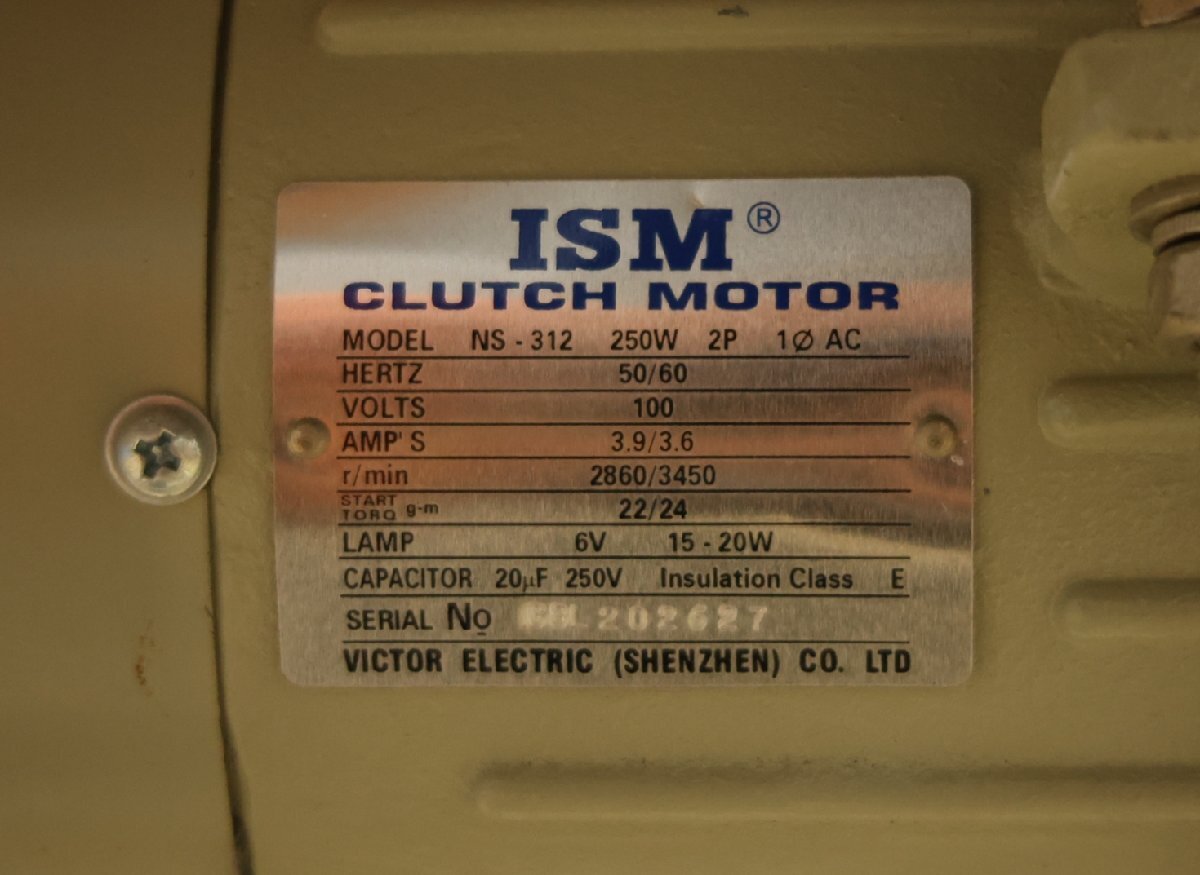 ISM ®
CLUTCH MOTOR
MODEL NS - 312 250W 2P 1Ø AC
HERTZ 50/60
VOLTS 100
AMP'S 3.9/3.6
r/min 2860/3450
START TORQ g-m 22/24
LAMP 6V 15 - 20W
CAPACITOR 20µF 250V Insulation Class E
SERIAL No
VICTOR ELECTRIC (SHENZHEN) CO. LTD